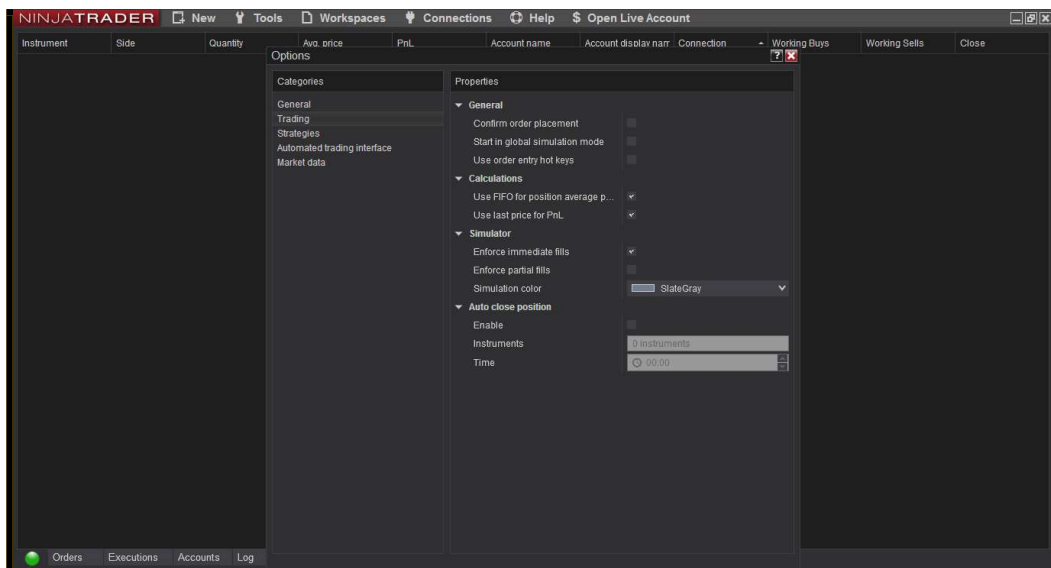 NINJATRADER New Tools Workspaces Connections Help $ Open Live Account
Instrument Side Quantity Avg. price PnL Account name Account display narr Connection Working Buys Working Sells Close
Options ?
Categories Properties
General
Trading
Strategies
Automated trading interface
Market data
General
Confirm order placement
Start in global simulation mode
Use order entry hot keys
Calculations
Use FIFO for position average p...
Use last price for PnL
Simulator
Enforce immediate fills
Enforce partial fills
Simulation color SlateGray
Auto close position
Enable
Instruments 0 instruments
Time 00:00
Orders Executions Accounts Log